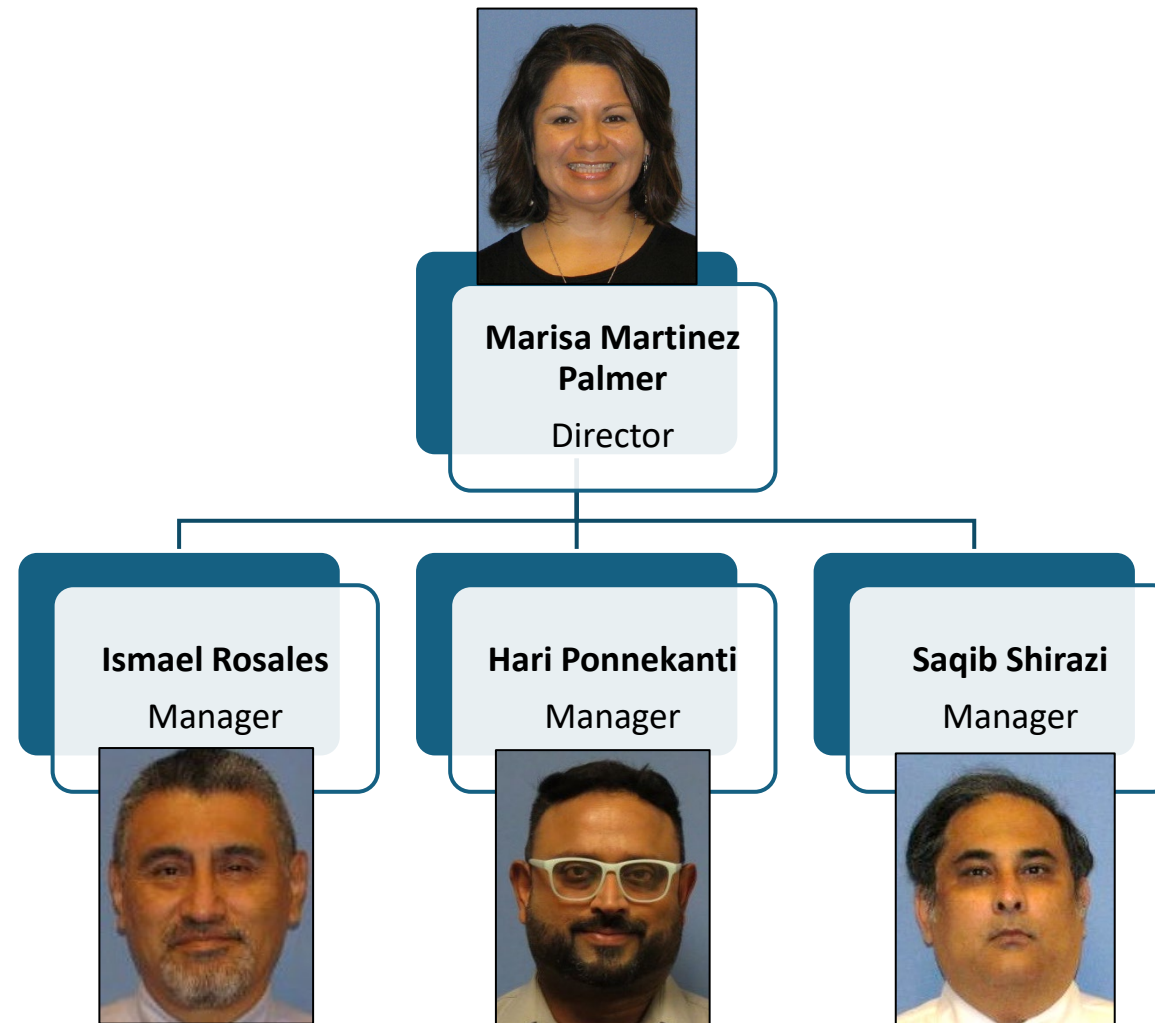 Marisa Martinez
Palmer
Director
Ismael Rosales
Manager
Hari Ponnekanti
Manager
Saqib Shirazi
Manager